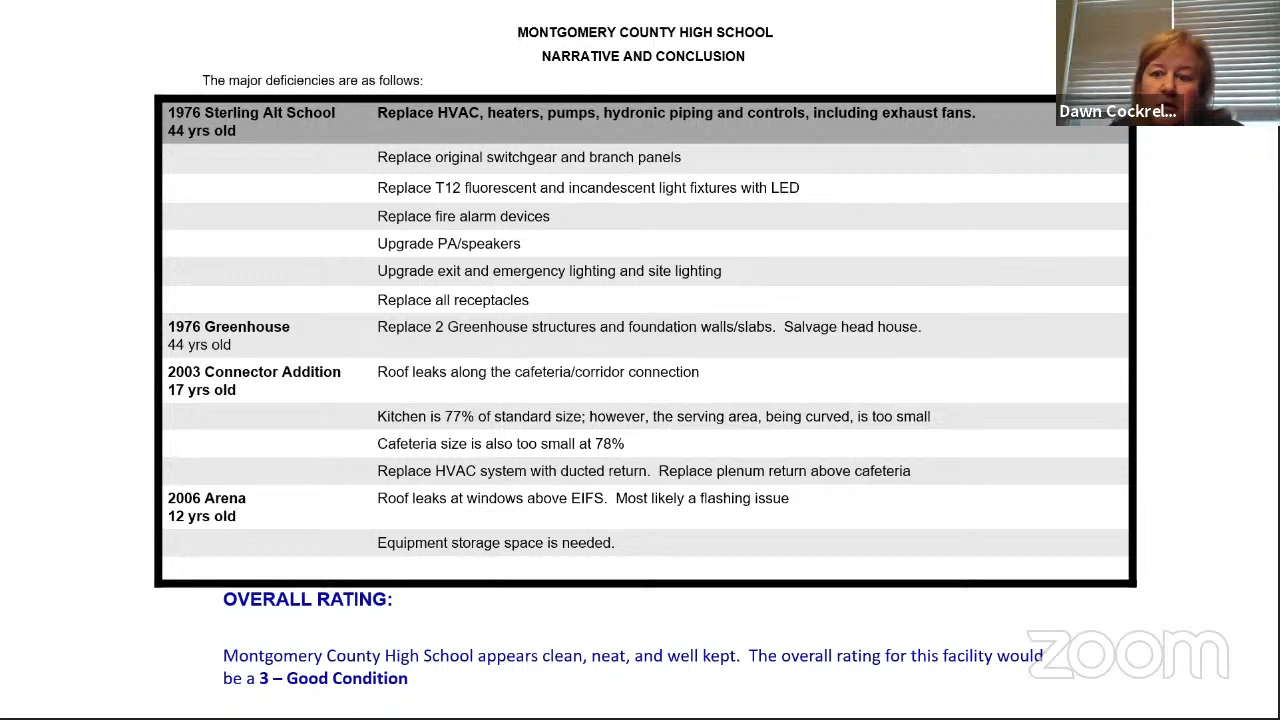 MONTGOMERY COUNTY HIGH SCHOOL
NARRATIVE AND CONCLUSION
The major deficiencies are as follows:
Dawn Cockrel...
1976 Sterling Alt School Replace HVAC, heaters, pumps, hydronic piping and controls, including exhaust fans.
44 yrs old
Replace original switchgear and branch panels
Replace T12 fluorescent and incandescent light fixtures with LED
Replace fire alarm devices
Upgrade PA/speakers
Upgrade exit and emergency lighting and site lighting
Replace all receptacles
1976 Greenhouse Replace 2 Greenhouse structures and foundation walls/slabs. Salvage head house.
44 yrs old
2003 Connector Addition Roof leaks along the cafeteria/corridor connection
17 yrs old
Kitchen is 77% of standard size; however, the serving area, being curved, is too small
Cafeteria size is also too small at 78%
Replace HVAC system with ducted return. Replace plenum return above cafeteria
2006 Arena Roof leaks at windows above EIFS. Most likely a flashing issue
12 yrs old
Equipment storage space is needed.
OVERALL RATING:
Montgomery County High School appears clean, neat, and well kept. The overall rating for this facility would
be a 3 – Good Condition
zoom